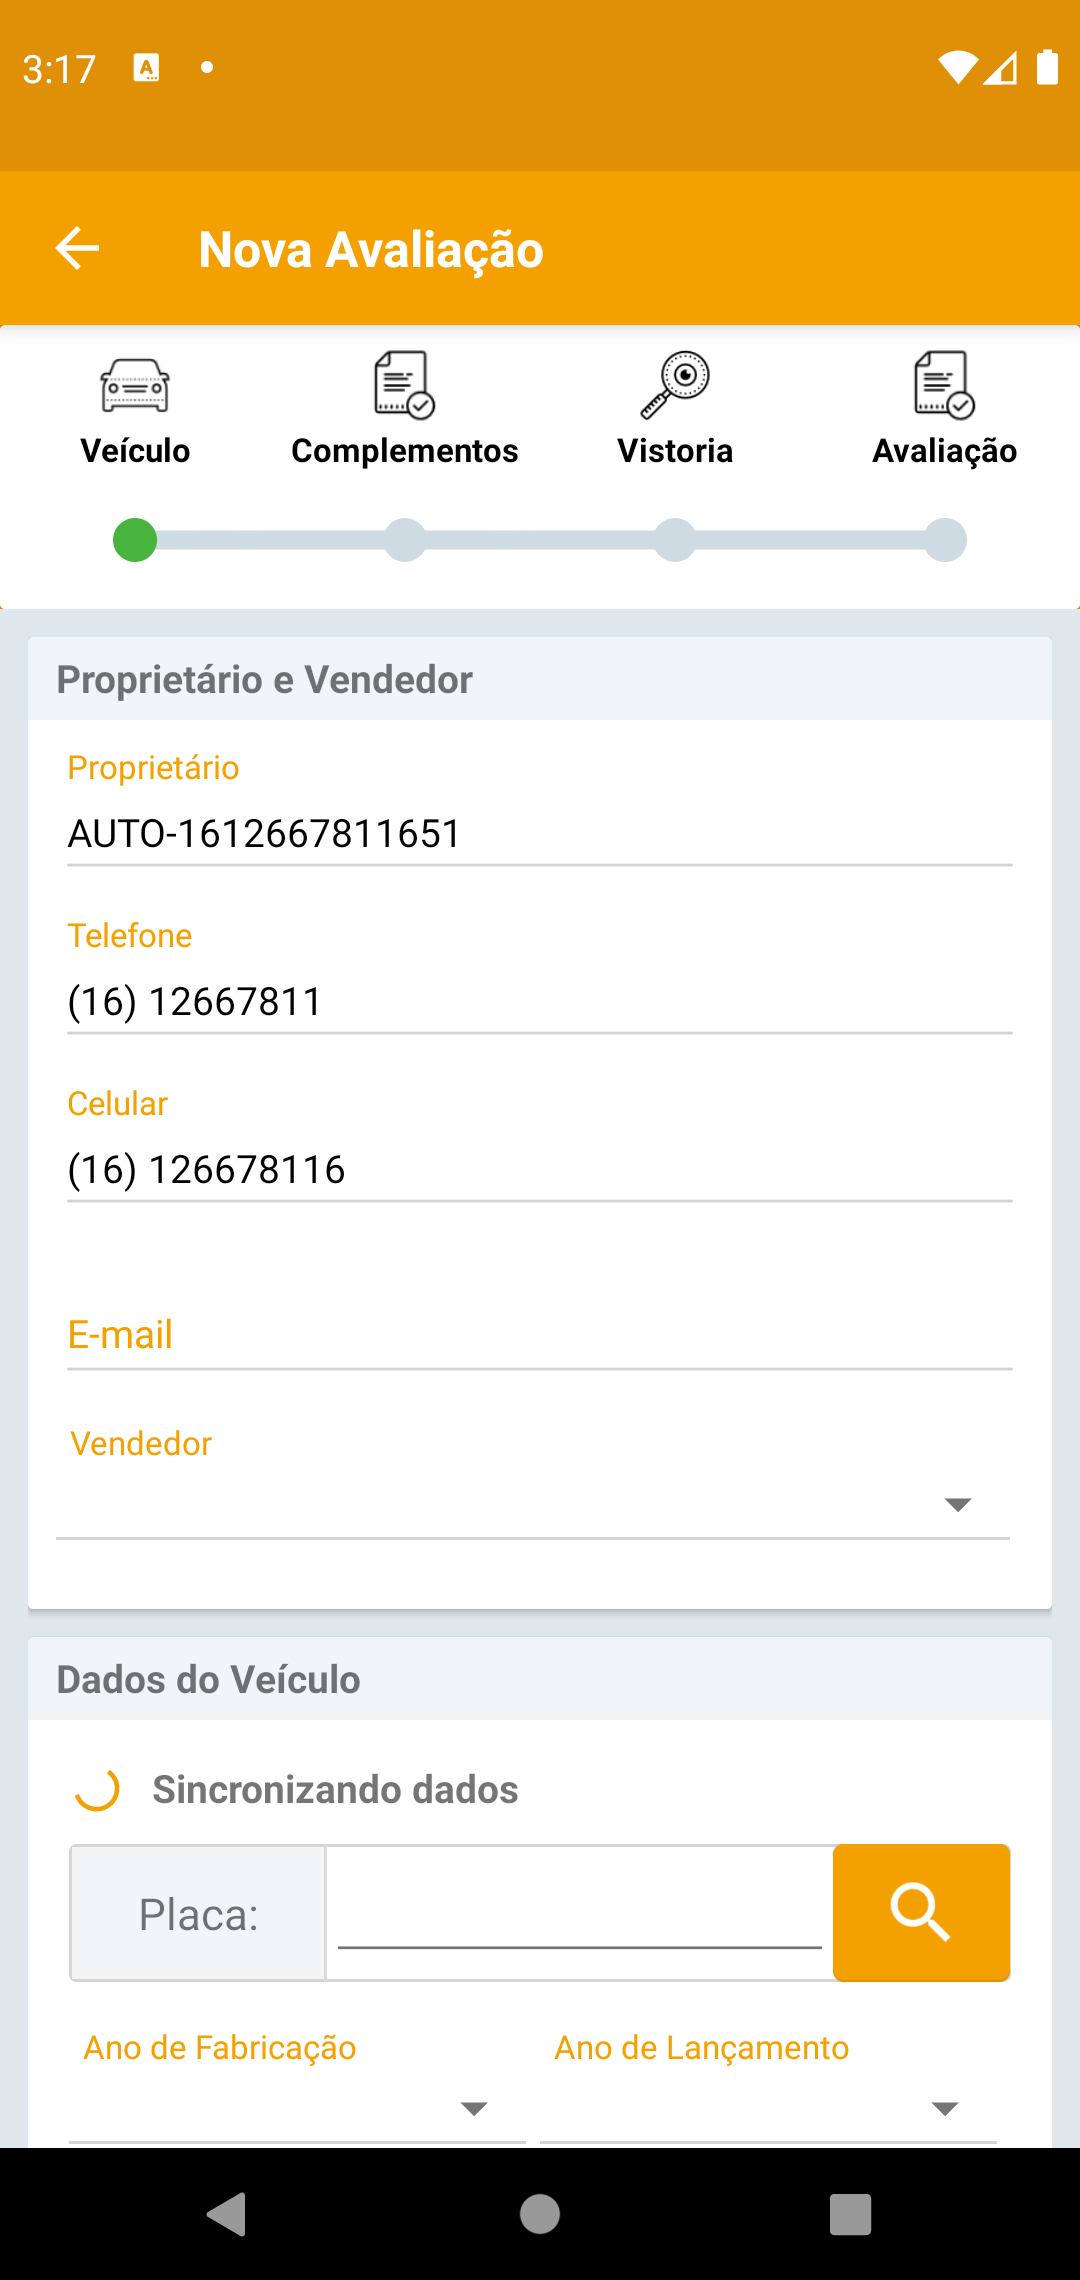 3:17
Nova Avaliação
Veículo
Complementos
Vistoria
Avaliação
Proprietário e Vendedor
Proprietário
AUTO-1612667811651
Telefone
(16) 12667811
Celular
(16) 126678116
E-mail
Vendedor
Dados do Veículo
Sincronizando dados
Placa:
Ano de Fabricação
Ano de Lançamento